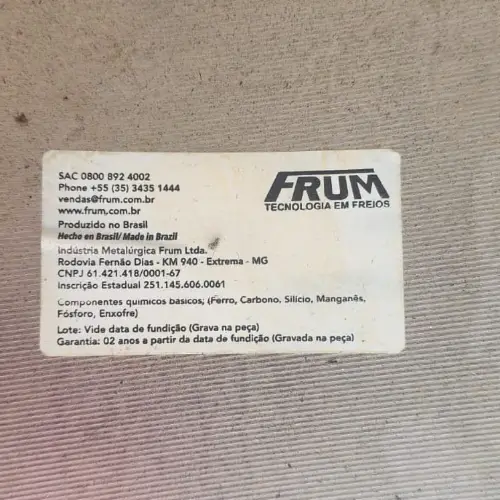 SAC 0800 892 4002
Phone +55 (35) 3435 1444
vendas@frum.com.br
www.frum.com.br
Produzido no Brasil
Hecho en Brasil/ Made in Brazil
Indústria Metalúrgica Frum Ltda.
Rodovia Fernão Dias - KM 940 - Extrema - MG
CNPJ 61.421.418/0001-67
Inscrição Estadual 251.145.606.0061
Componentes químicos básicos; (Ferro, Carbono, Silício, Manganês,
Fósforo, Enxofre)
Lote: Vide data de fundição (Grava na peça)
Garantia: 02 anos a partir da data de fundição (Gravada na peça)
FRUM
TECNOLOGIA EM FREIOS